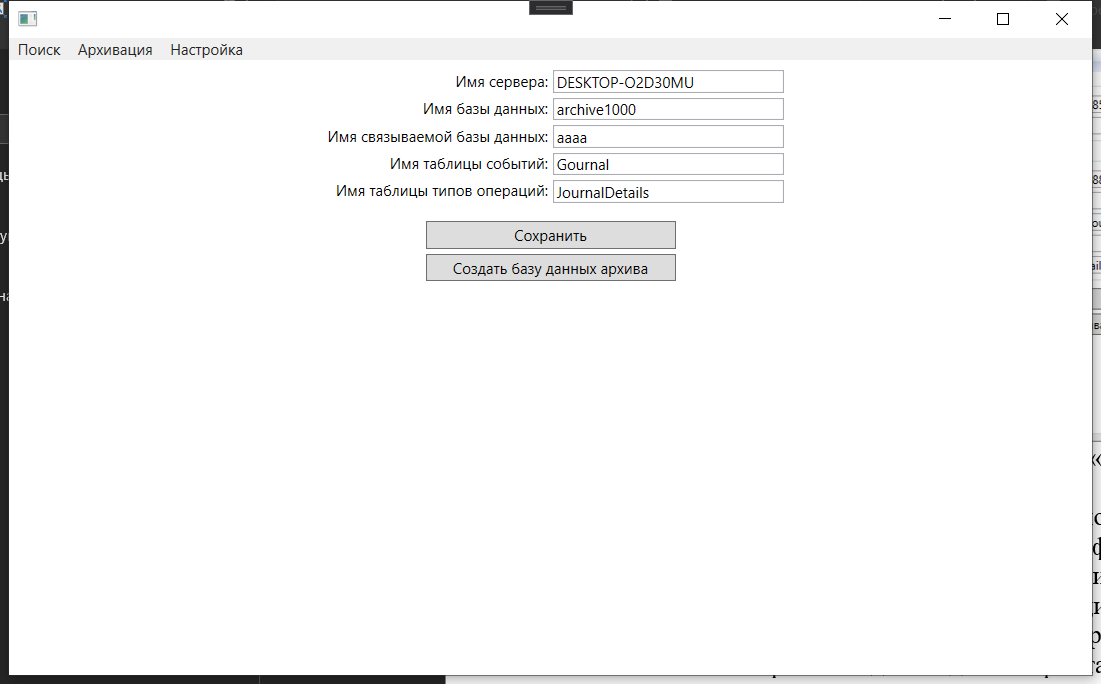 Поиск Архивация Настройка
Имя сервера: DESKTOP-O2D30MU
Имя базы данных: archive1000
Имя связываемой базы данных: aaaa
Имя таблицы событий: Gournal
Имя таблицы типов операций: JournalDetails
Сохранить
Создать базу данных архива